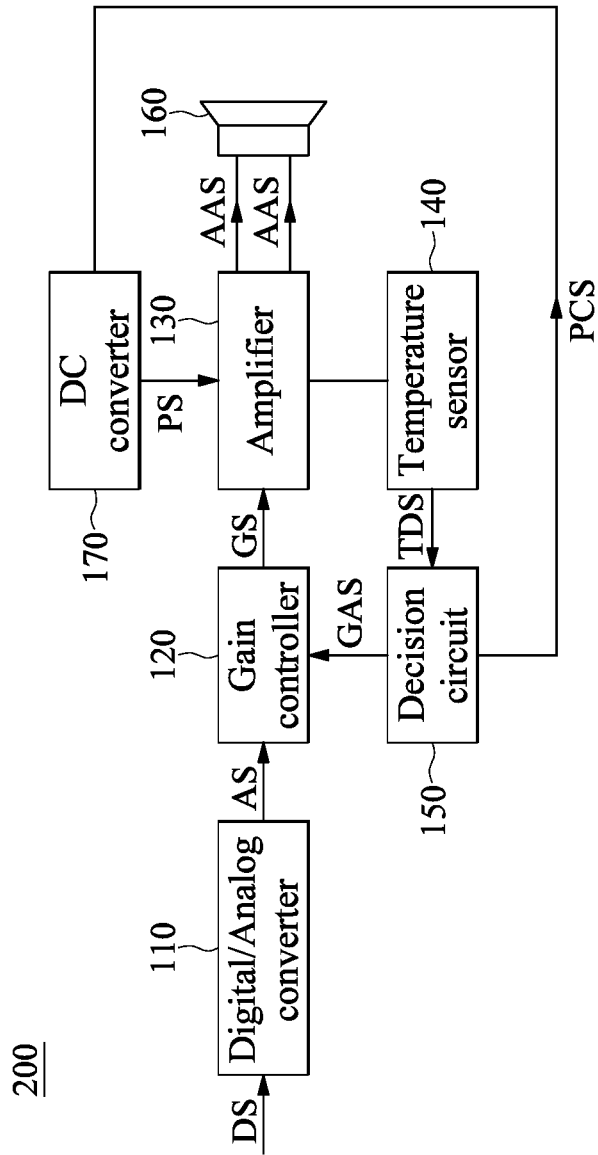 200
DC
converter
170
PS
DS
Digital/Analog
converter
110
AS
Gain
controller
120
GS
Amplifier
130
AAS
AAS
160
GAS
Decision
circuit
150
TDS
Temperature
sensor
140
PCS